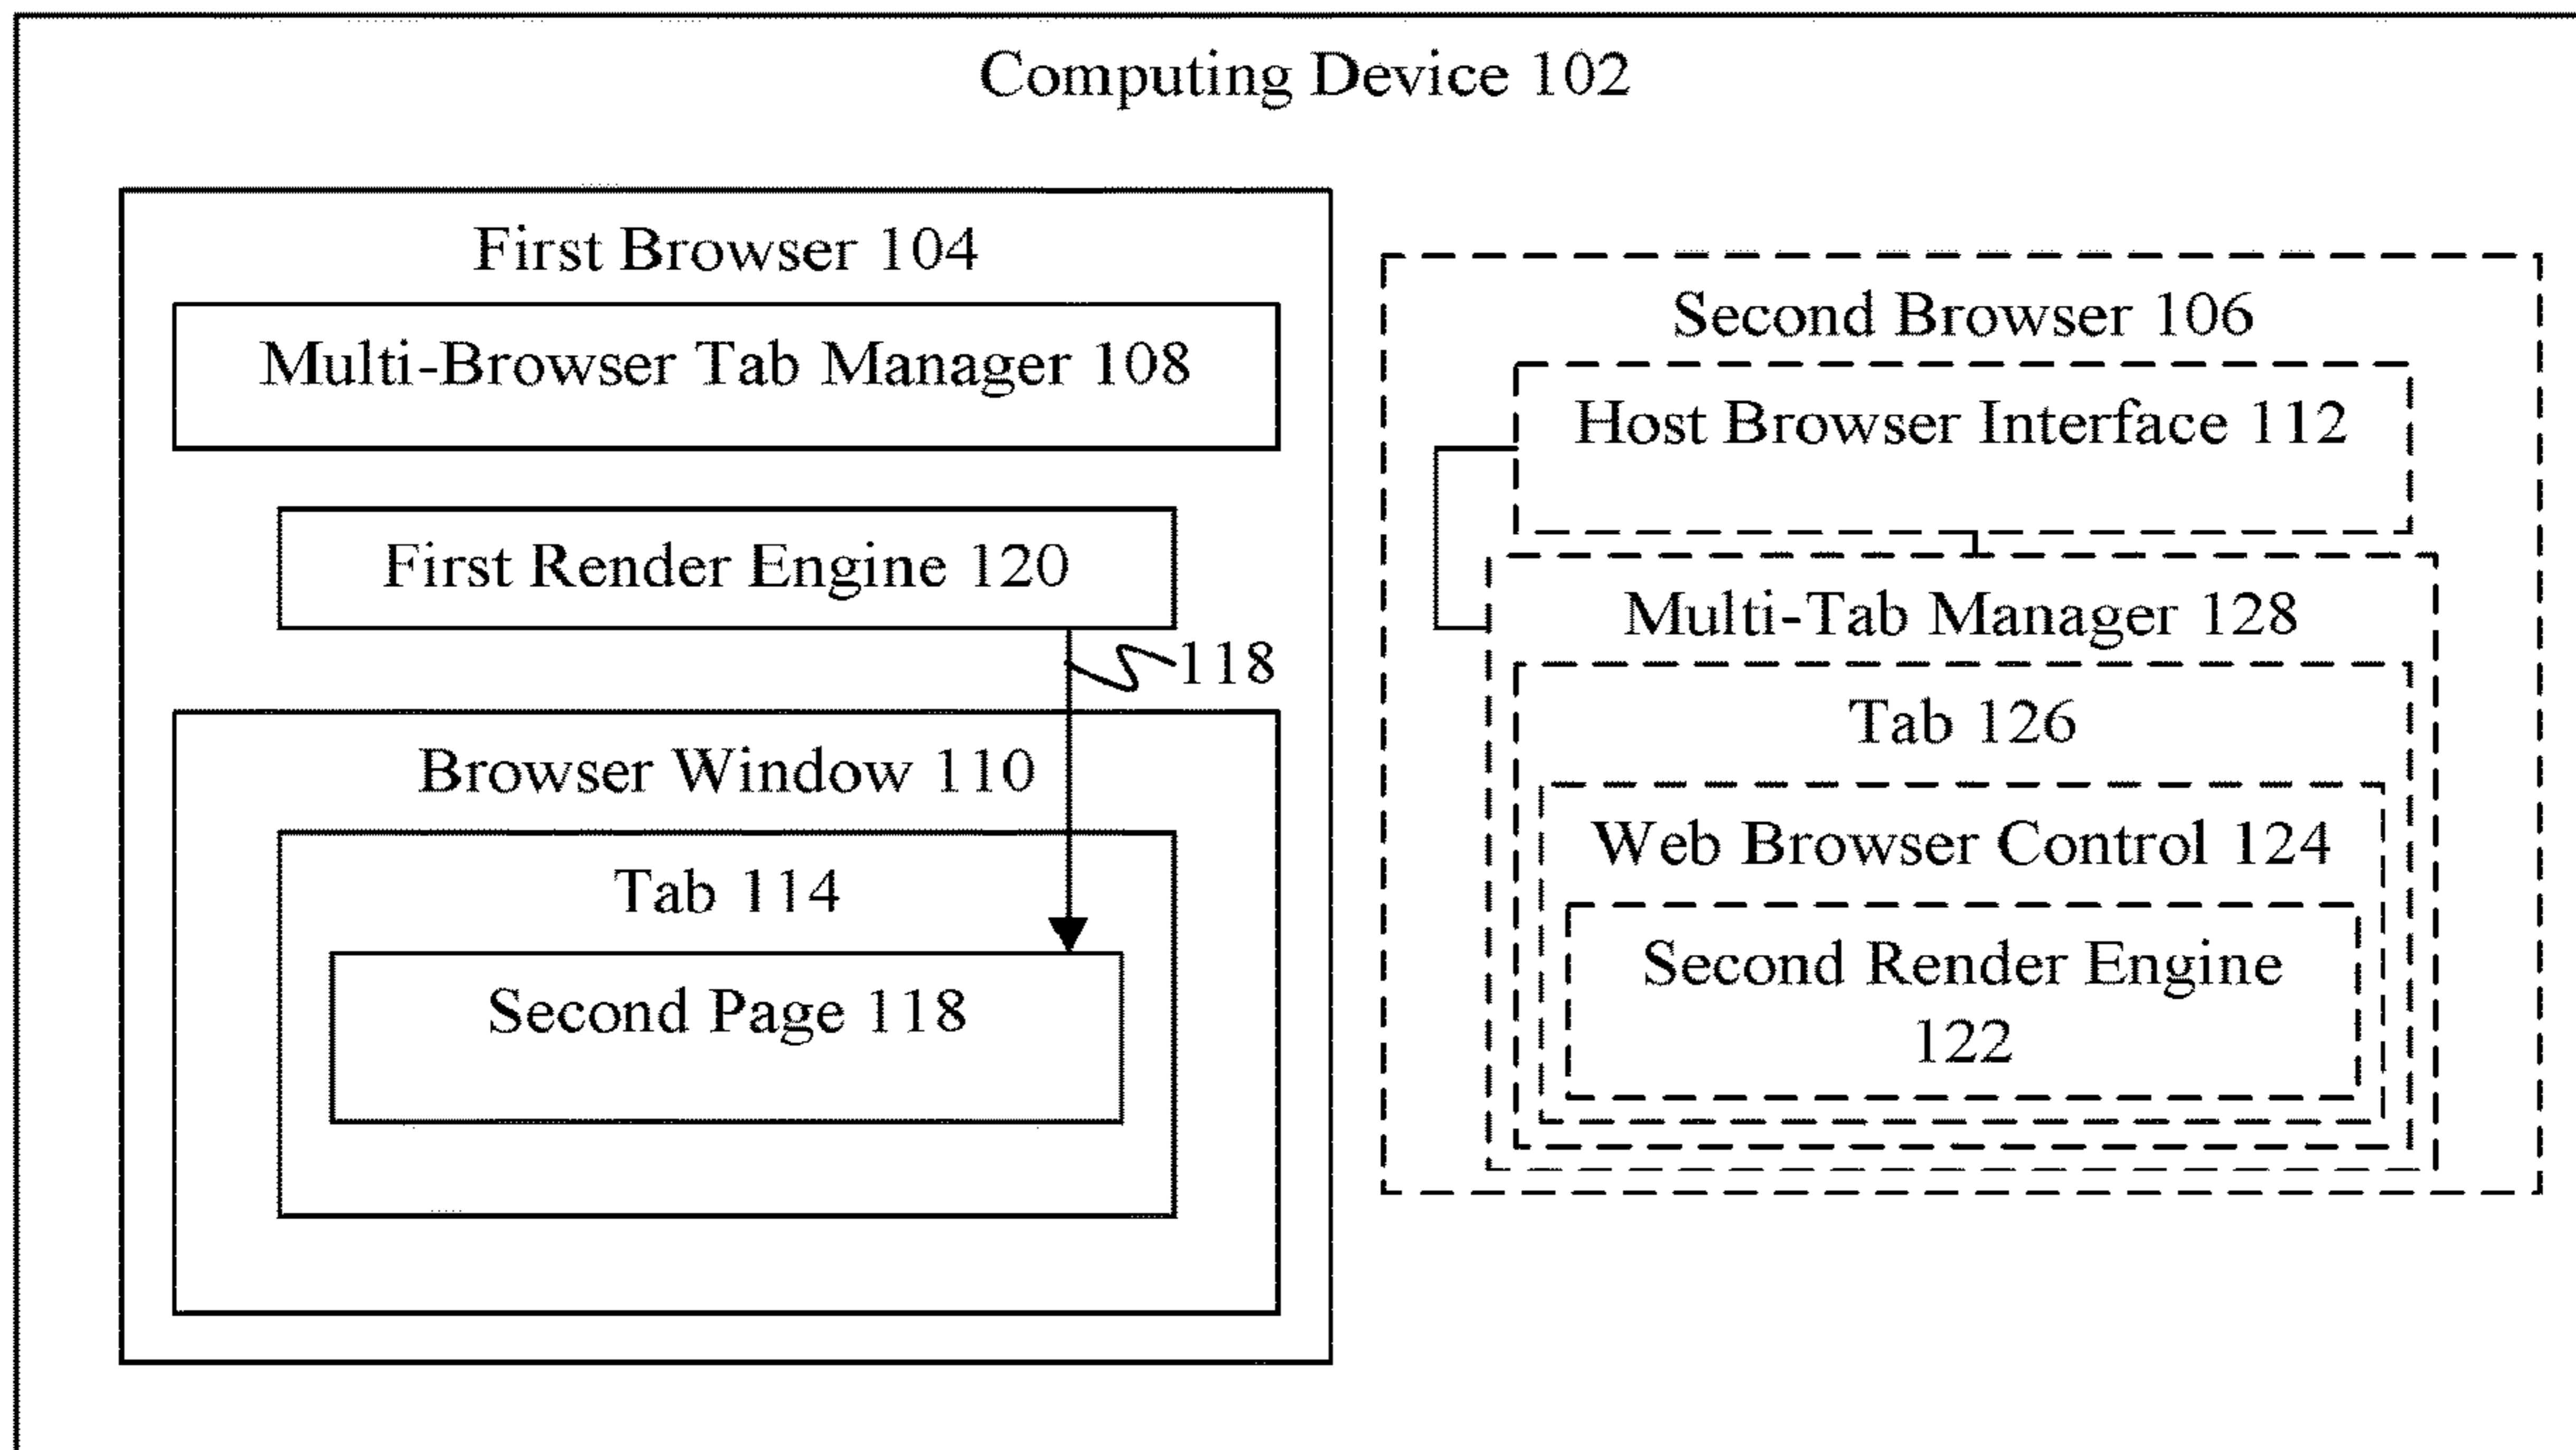 Computing Device 102
First Browser 104
Multi-Browser Tab Manager 108
First Render Engine 120
118
Browser Window 110
Tab 114
Second Page 118
Second Browser 106
Host Browser Interface 112
Multi-Tab Manager 128
Tab 126
Web Browser Control 124
Second Render Engine
122